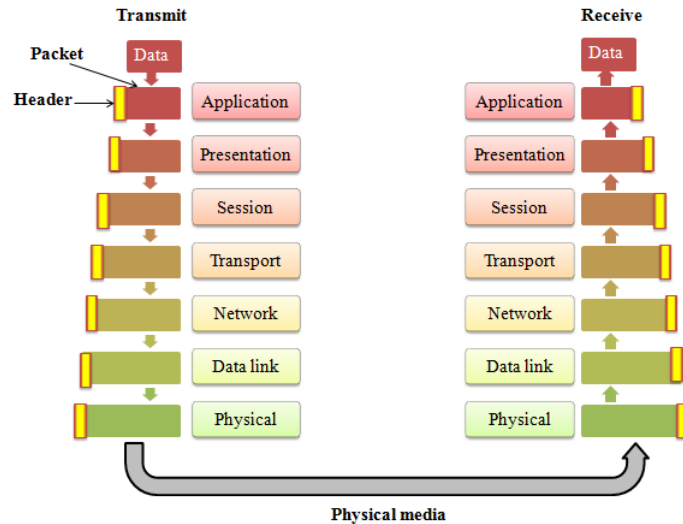 Transmit
Receive
Packet
Data
Data
Header
Application
Application
Presentation
Presentation
Session
Session
Transport
Transport
Network
Network
Data link
Data link
Physical
Physical
Physical media